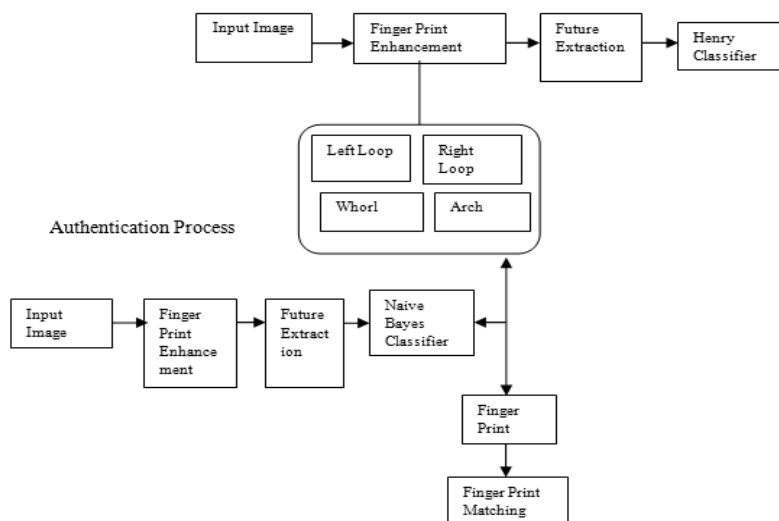 Input Image
Finger Print
Enhancement
Future
Extraction
Henry
Classifier
Left Loop
Right
Loop
Whorl
Arch
Authentication Process
Input
Image
Finger
Print
Enhance
ment
Future
Extract
ion
Naive
Bayes
Classifier
Finger
Print
Finger Print
Matching